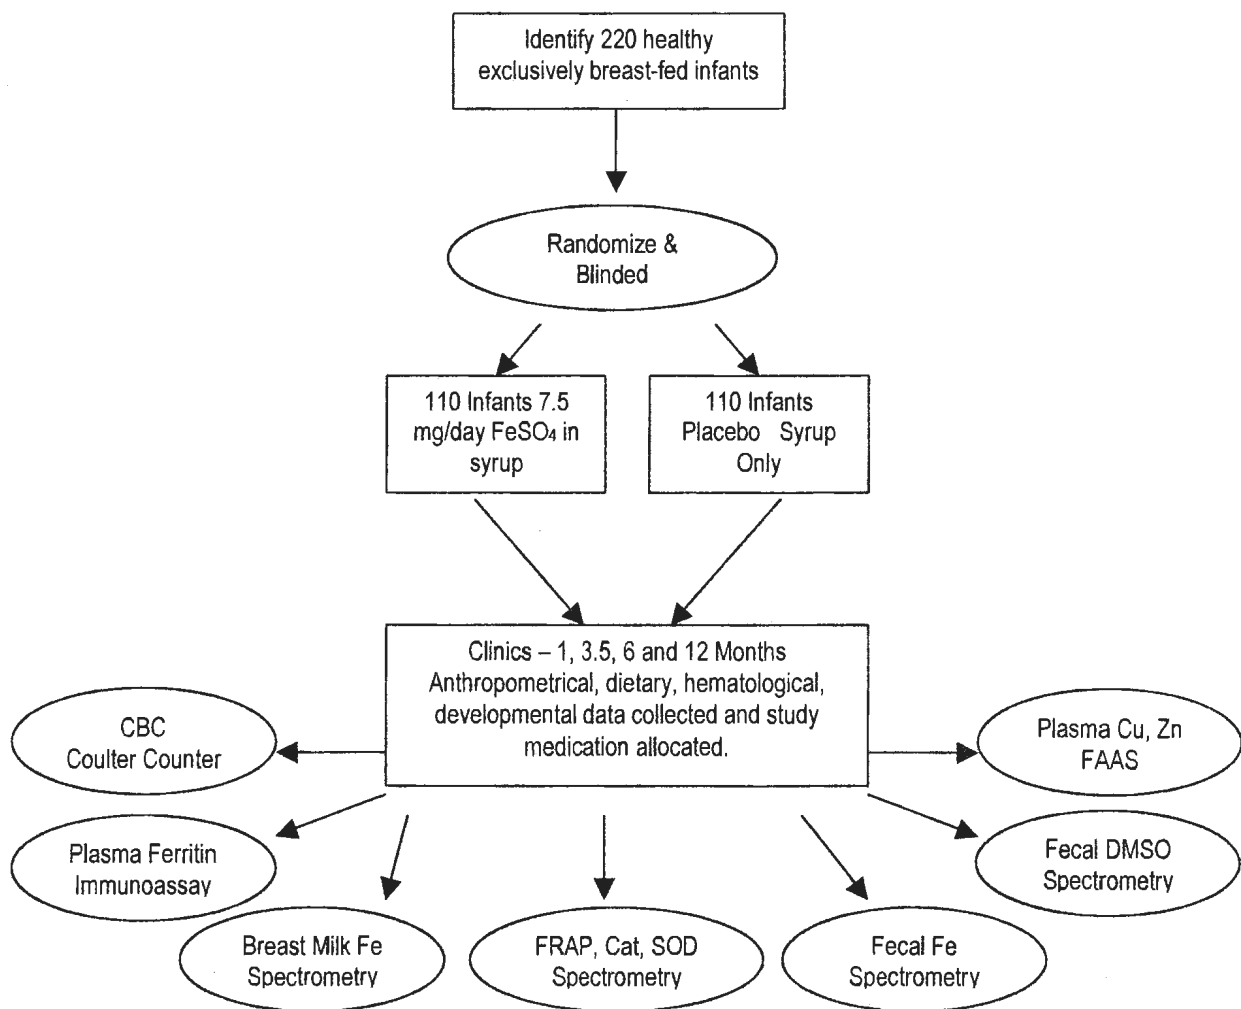 Identify 220 healthy
exclusively breast-fed infants
Randomize &
Blinded
110 Infants 7.5
mg/day FeSO₄ in
syrup
110 Infants
Placebo Syrup
Only
Clinics – 1, 3.5, 6 and 12 Months
Anthropometrical, dietary, hematological,
developmental data collected and study
medication allocated.
CBC
Coulter Counter
Plasma Cu, Zn
FAAS
Plasma Ferritin
Immunoassay
Fecal DMSO
Spectrometry
Breast Milk Fe
Spectrometry
FRAP, Cat, SOD
Spectrometry
Fecal Fe
Spectrometry